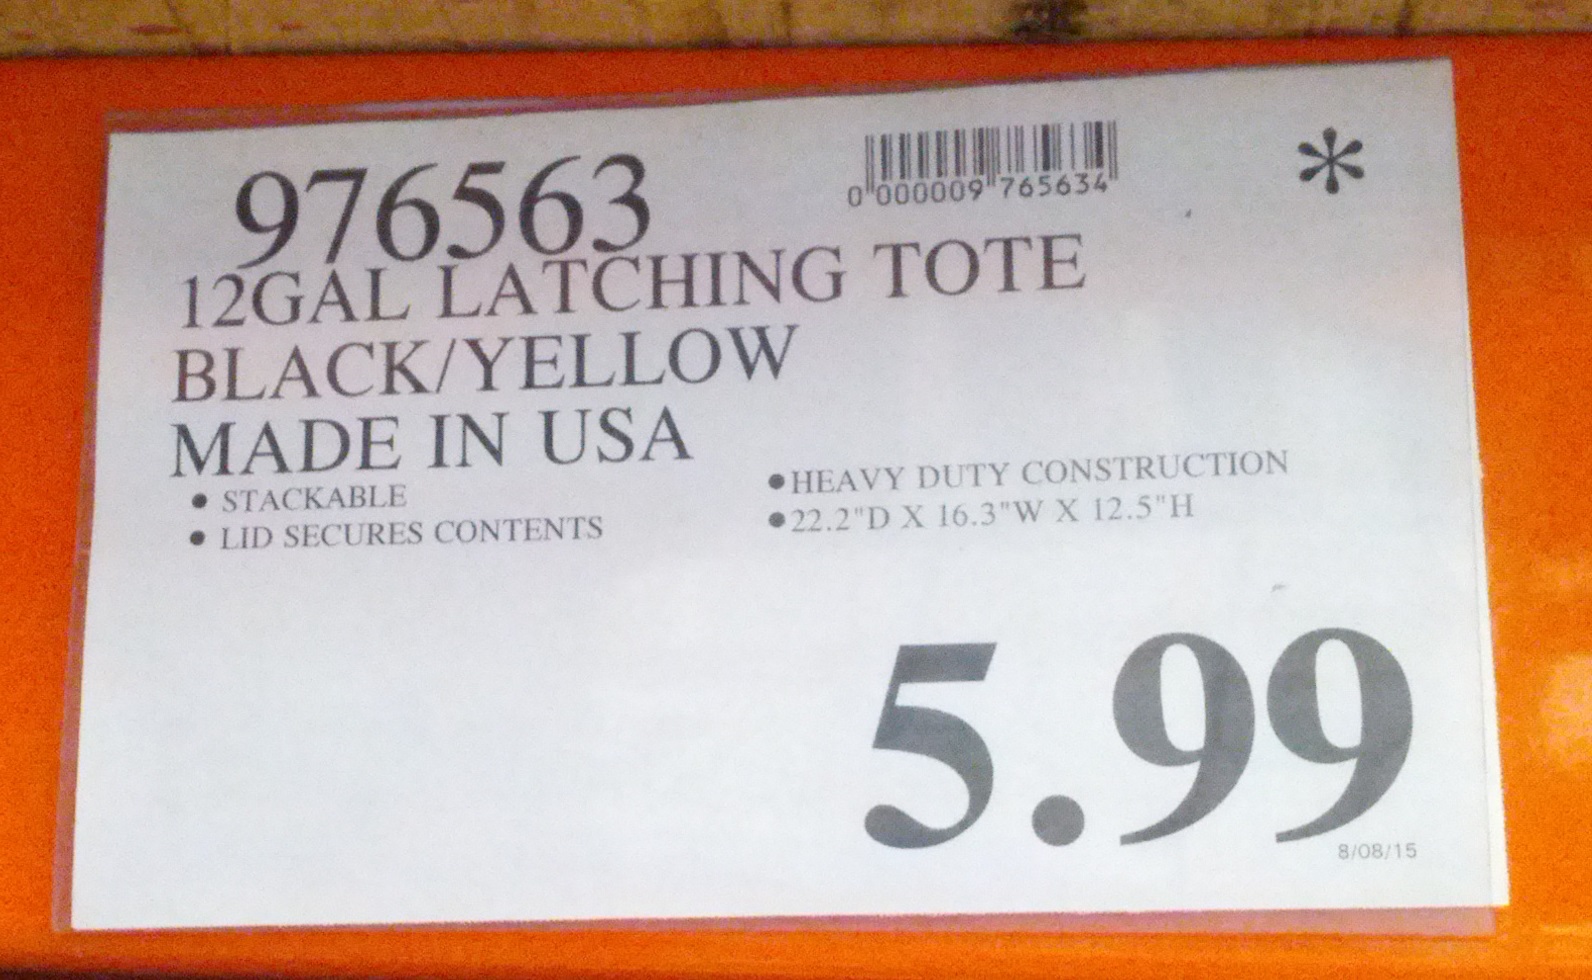 976563
0 000009 765634
*
12GAL LATCHING TOTE
BLACK/YELLOW
MADE IN USA
● STACKABLE
● LID SECURES CONTENTS
●HEAVY DUTY CONSTRUCTION
●22.2"D X 16.3"W X 12.5"H
5.99
8/08/15